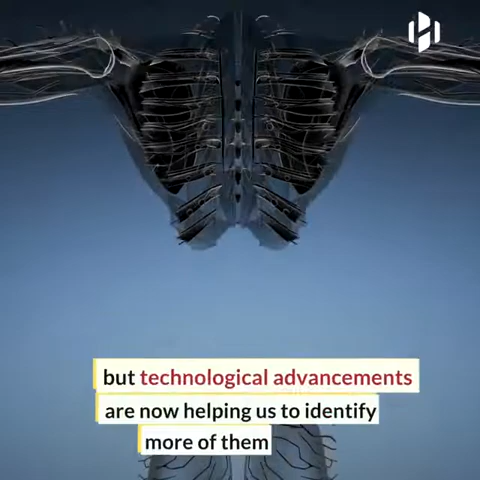 but technological advancements
are now helping us to identify
more of them